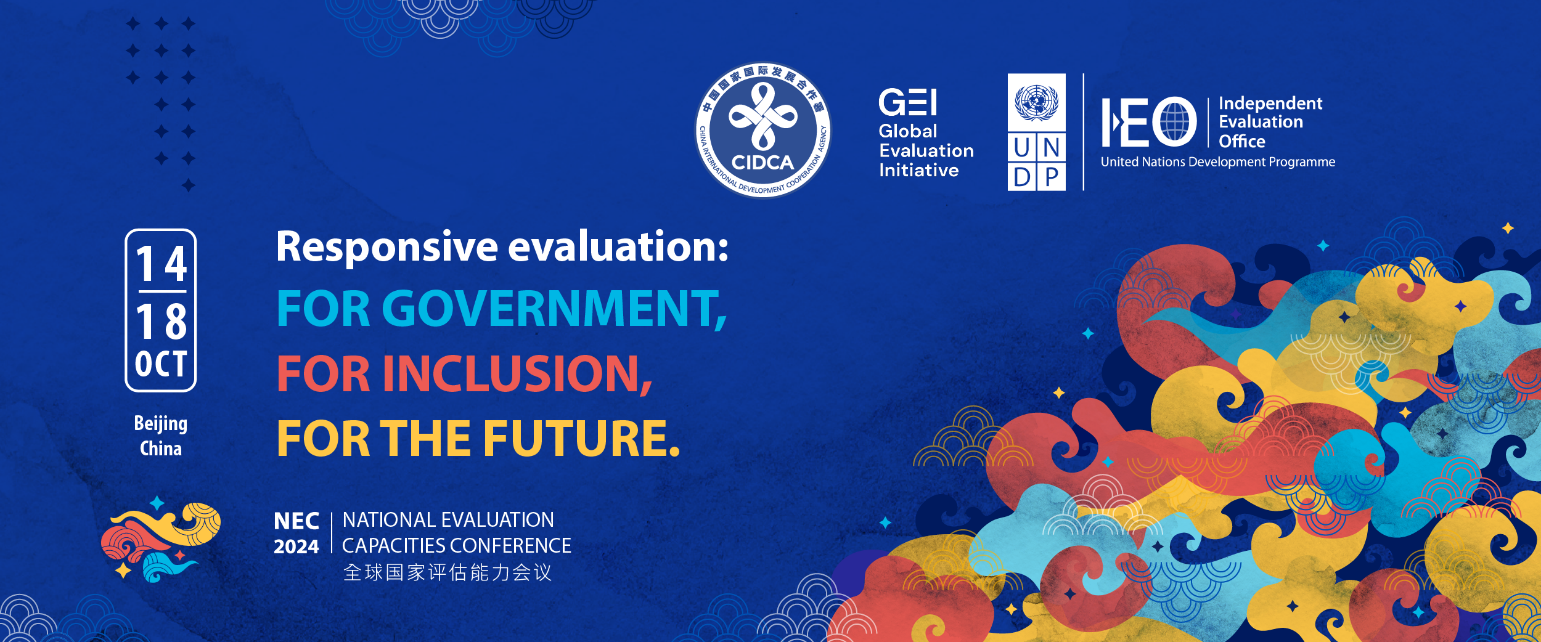 中国国家国际发展合作署
CIDCA
CHINA INTERNATIONAL DEVELOPMENT COOPERATION AGENCY
GEI
Global
Evaluation
Initiative
U N
D P
IEO
Independent
Evaluation
Office
United Nations Development Programme
14
18
OCT
Beijing
China
Responsive evaluation:
FOR GOVERNMENT,
FOR INCLUSION,
FOR THE FUTURE.
NEC
2024
NATIONAL EVALUATION
CAPACITIES CONFERENCE
全球国家评估能力会议